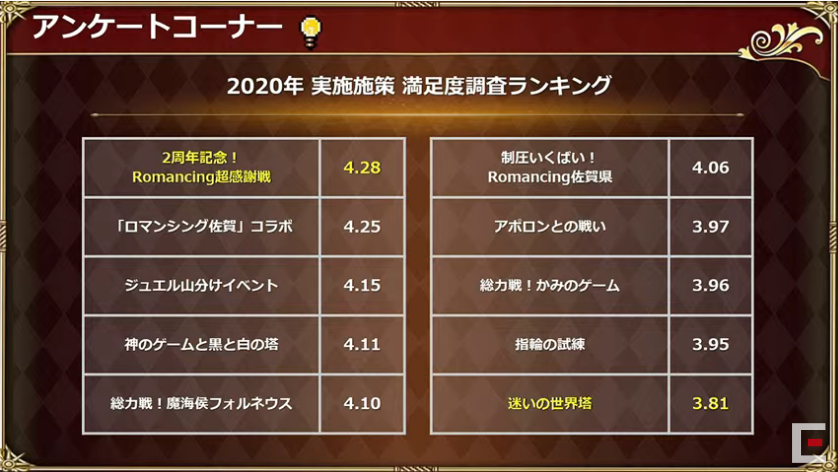 アンケートコーナー
2020年 実施施策 満足度調査ランキング
2周年記念！
Romancing超感謝戦
4.28
「ロマンシング佐賀」コラボ
4.25
ジュエル山分けイベント
4.15
神のゲームと黒と白の塔
4.11
総力戦！魔海侯フォルネウス
4.10
制圧いくばい！
Romancing佐賀県
4.06
アポロンとの戦い
3.97
総力戦！かみのゲーム
3.96
指輪の試練
3.95
迷いの世界塔
3.81